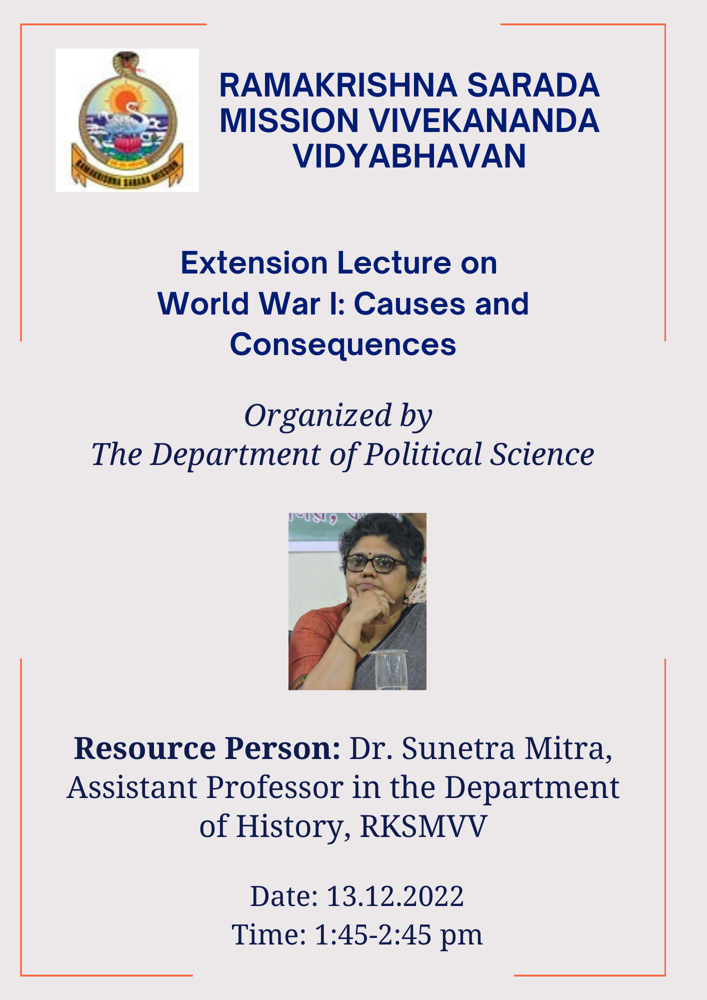 RAMAKRISHNA SARADA
MISSION VIVEKANANDA
VIDYABHAVAN
RAMAKRISHNA SARADA MISSION
Extension Lecture on
World War I: Causes and
Consequences
Organized by
The Department of Political Science
Resource Person: Dr. Sunetra Mitra,
Assistant Professor in the Department
of History, RKSMVV
Date: 13.12.2022
Time: 1:45-2:45 pm